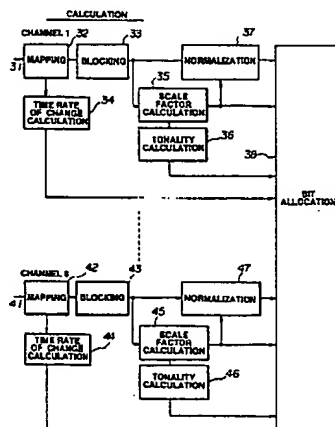 CALCULATION
CHANNEL 1
32
33
37
31
MAPPING
BLOCKING
NORMALIZATION
35
34
TIME RATE
OF CHANGE
CALCULATION
SCALE
FACTOR
CALCULATION
36
TONALITY
CALCULATION
38
BIT
ALLOCATION
CHANNEL 8
42
43
47
41
MAPPING
BLOCKING
NORMALIZATION
45
44
TIME RATE
OF CHANGE
CALCULATION
SCALE
FACTOR
CALCULATION
46
TONALITY
CALCULATION